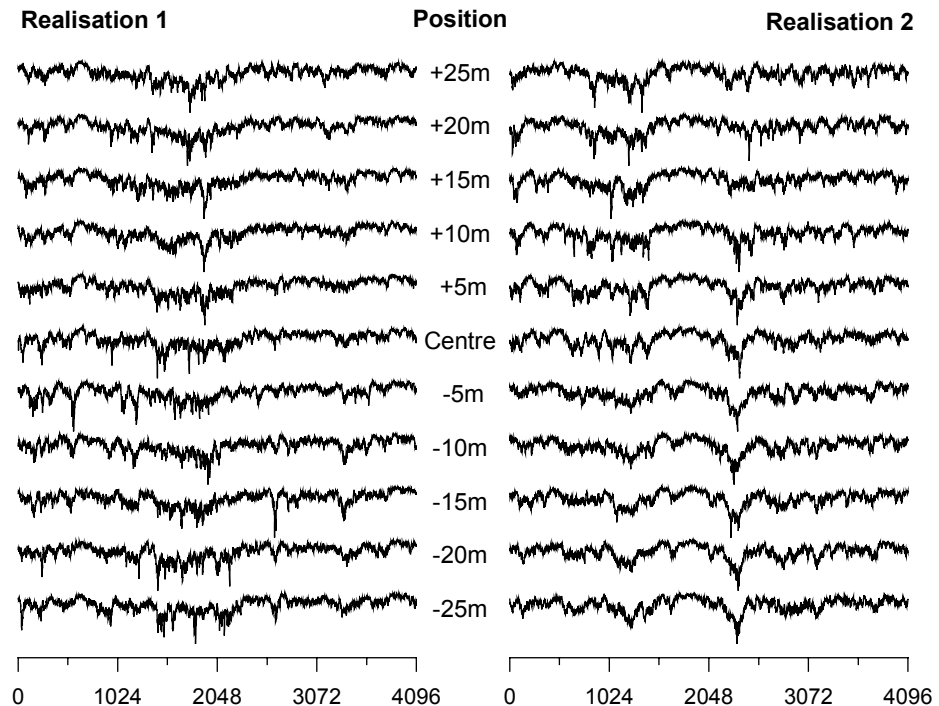 Realisation 1 Position Realisation 2
+25m
+20m
+15m
+10m
+5m
Centre
-5m
-10m
-15m
-20m
-25m
0 1024 2048 3072 4096 0 1024 2048 3072 4096